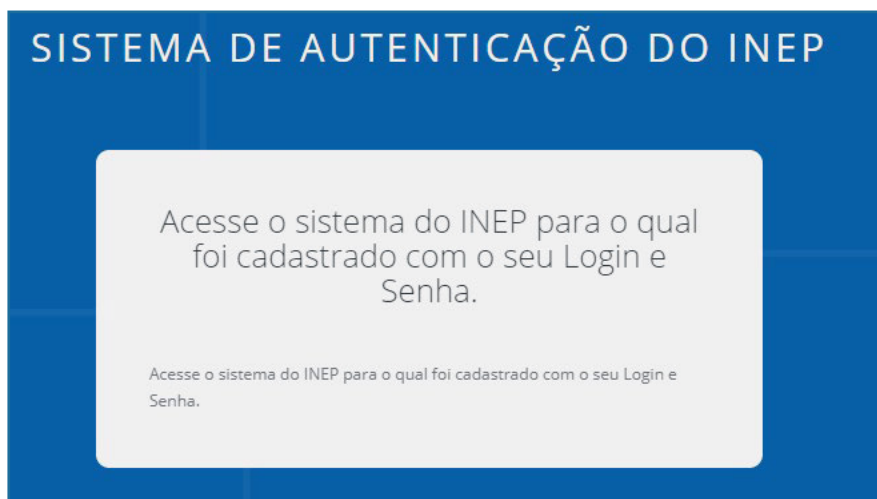 SISTEMA DE AUTENTICAÇÃO DO INEP
Acesse o sistema do INEP para o qual
foi cadastrado com o seu Login e
Senha.
Acesse o sistema do INEP para o qual foi cadastrado com o seu Login e
Senha.